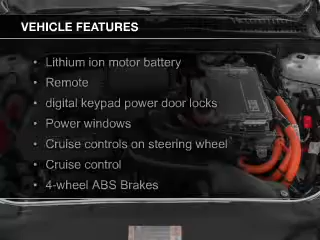 VEHICLE FEATURES
• Lithium ion motor battery
• Remote
• digital keypad power door locks
• Power windows
• Cruise controls on steering wheel
• Cruise control
• 4-wheel ABS Brakes